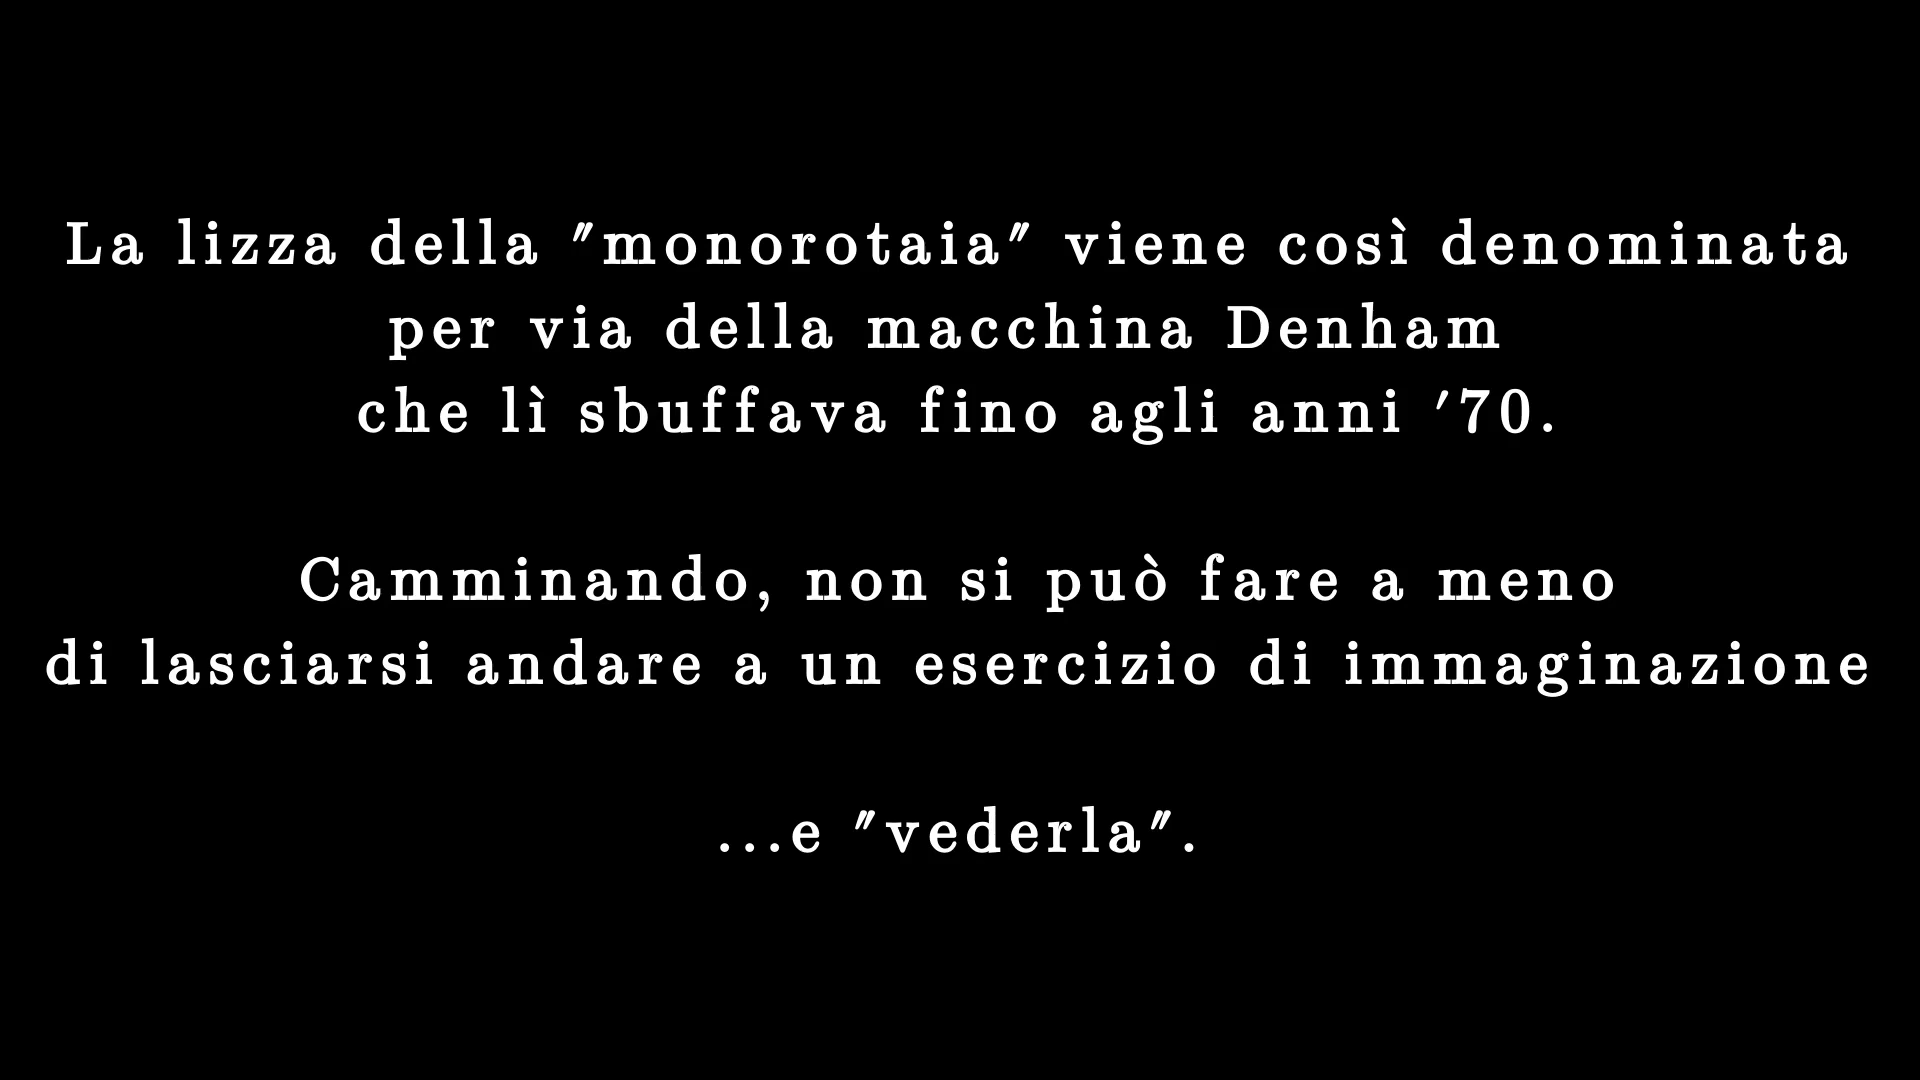 La lizza della "monorotaia" viene così denominata
per via della macchina Denham
che lì sbuffava fino agli anni '70.
Camminando, non si può fare a meno
di lasciarsi andare a un esercizio di immaginazione
...e "vederla".